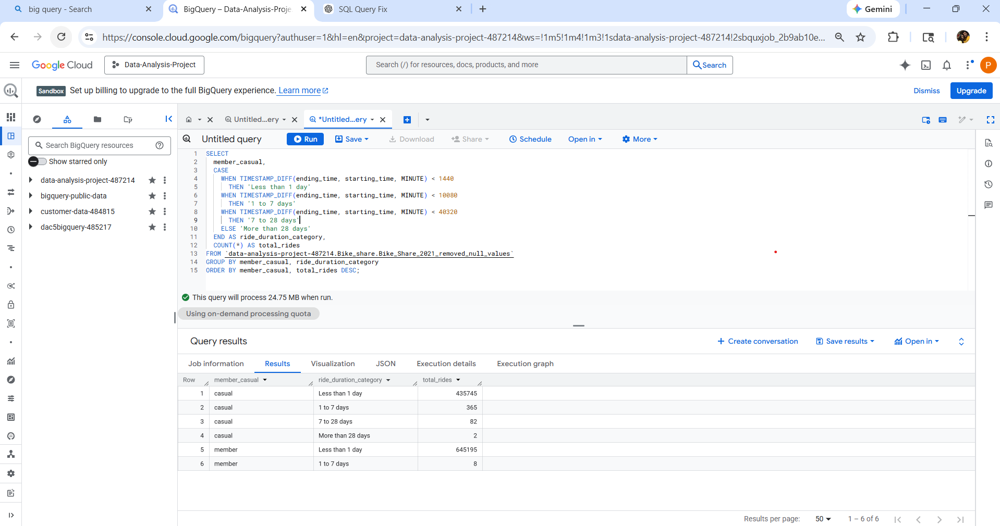 big query - Search
BigQuery – Data-Analysis-Proje
SQL Query Fix
Gemini
https://console.cloud.google.com/bigquery?authuser=1&hl=en&project=data-analysis-project-487214&ws=!1m5!1m4!1m3!1sdata-analysis-project-487214!2sbquxjob_2b9ab10e...
Google Cloud
Data-Analysis-Project
Search (/) for resources, docs, products, and more
Search
P
Sandbox Set up billing to upgrade to the full BigQuery experience. Learn more
Dismiss
Upgrade
Untitled...ery
*Untitled...ery
Search BigQuery resources
Show starred only
data-analysis-project-487214
bigquery-public-data
customer-data-484815
dac5bigquery-485217
Untitled query
Run
Save
Download
Share
Schedule
Open in
More
1 SELECT
2 member_casual,
3 CASE
4 WHEN TIMESTAMP_DIFF(ending_time, starting_time, MINUTE) < 1440
5 THEN 'Less than 1 day'
6 WHEN TIMESTAMP_DIFF(ending_time, starting_time, MINUTE) < 10080
7 THEN '1 to 7 days'
8 WHEN TIMESTAMP_DIFF(ending_time, starting_time, MINUTE) < 40320
9 THEN '7 to 28 days'
10 ELSE 'More than 28 days'
11 END AS ride_duration_category,
12 COUNT(*) AS total_rides
13 FROM `data-analysis-project-487214.Bike_share.Bike_Share_2021_removed_null_values`
14 GROUP BY member_casual, ride_duration_category
15 ORDER BY member_casual, total_rides DESC;
This query will process 24.75 MB when run.
Using on-demand processing quota
Query results
Create conversation
Save results
Open in
Job information
Results
Visualization
JSON
Execution details
Execution graph
Row member_casual ride_duration_category total_rides
1 casual Less than 1 day 435745
2 casual 1 to 7 days 365
3 casual 7 to 28 days 82
4 casual More than 28 days 2
5 member Less than 1 day 645195
6 member 1 to 7 days 8
Results per page: 50 1 – 6 of 6